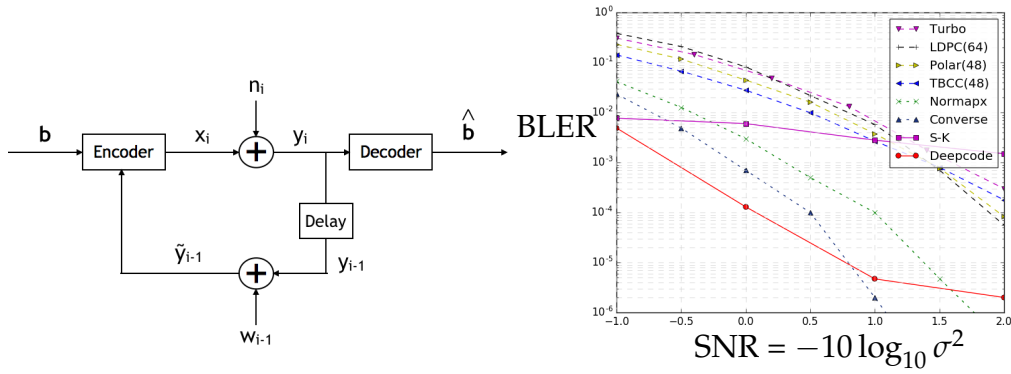 n_i
b
x_i
y_i
b̂
Encoder
+
Decoder
Delay
ỹ_{i-1}
+
y_{i-1}
w_{i-1}
BLER
10^0
10^{-1}
10^{-2}
10^{-3}
10^{-4}
10^{-5}
10^{-6}
Turbo
LDPC(64)
Polar(48)
TBCC(48)
Normapx
Converse
S-K
Deepcode
−1.0 −0.5 0.0 0.5 1.0 1.5 2.0
SNR = −10 log₁₀ σ²